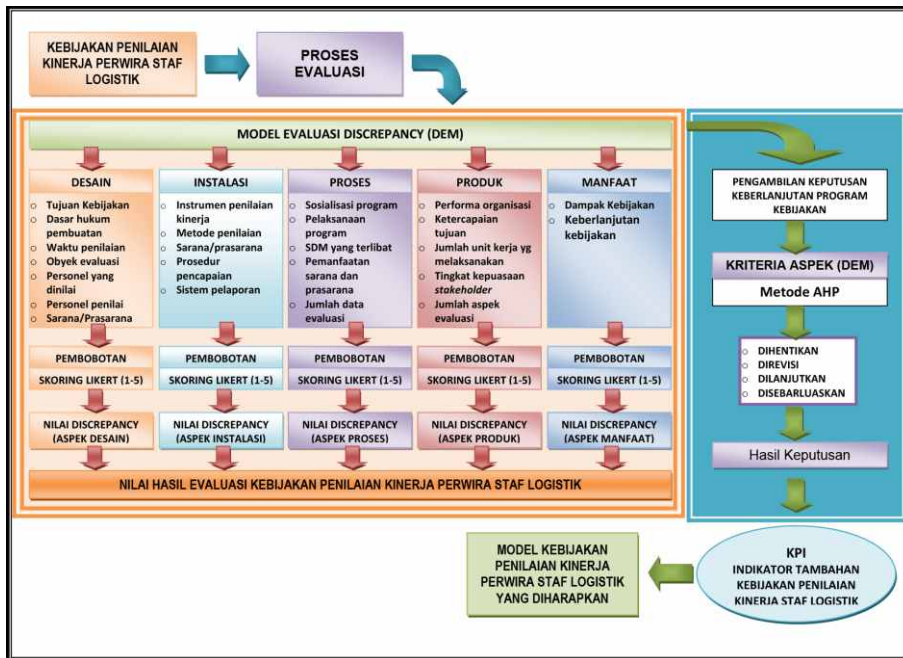 KEBIJAKAN PENILAIAN
KINERJA PERWIRA STAF
LOGISTIK
PROSES
EVALUASI
MODEL EVALUASI DISCREPANCY (DEM)
DESAIN
o Tujuan Kebijakan
o Dasar hukum
pembuatan
o Waktu penilaian
o Obyek evaluasi
o Personel yang
dinilai
o Personel penilai
o Sarana/Prasarana
INSTALASI
o Instrumen penilaian
kinerja
o Metode penilaian
o Sarana/prasarana
o Prosedur
pencapaian
o Sistem pelaporan
PROSES
o Sosialisasi program
o Pelaksanaan
program
o SDM yang terlibat
o Pemanfaatan
sarana dan
prasarana
o Jumlah data
evaluasi
PRODUK
o Performa organisasi
o Ketercapaian
tujuan
o Jumlah unit kerja yg
melaksanakan
o Tingkat kepuasaan
stakeholder
o Jumlah aspek
evaluasi
MANFAAT
o Dampak Kebijakan
o Keberlanjutan
kebijakan
PEMBOBOTAN
SKORING LIKERT (1-5)
PEMBOBOTAN
SKORING LIKERT (1-5)
PEMBOBOTAN
SKORING LIKERT (1-5)
PEMBOBOTAN
SKORING LIKERT (1-5)
PEMBOBOTAN
SKORING LIKERT (1-5)
NILAI DISCREPANCY
(ASPEK DESAIN)
NILAI DISCREPANCY
(ASPEK INSTALASI)
NILAI DISCREPANCY
(ASPEK PROSES)
NILAI DISCREPANCY
(ASPEK PRODUK)
NILAI DISCREPANCY
(ASPEK MANFAAT)
NILAI HASIL EVALUASI KEBIJAKAN PENILAIAN KINERJA PERWIRA STAF LOGISTIK
PENGAMBILAN KEPUTUSAN
KEBERLANJUTAN PROGRAM
KEBIJAKAN
KRITERIA ASPEK (DEM)
Metode AHP
o DIHENTIKAN
o DIREVISI
o DILANJUTKAN
o DISEBARLUASKAN
Hasil Keputusan
KPI
INDIKATOR TAMBAHAN
KEBIJAKAN PENILAIAN
KINERJA STAF LOGISTIK
MODEL KEBIJAKAN
PENILAIAN KINERJA
PERWIRA STAF LOGISTIK
YANG DIHARAPKAN